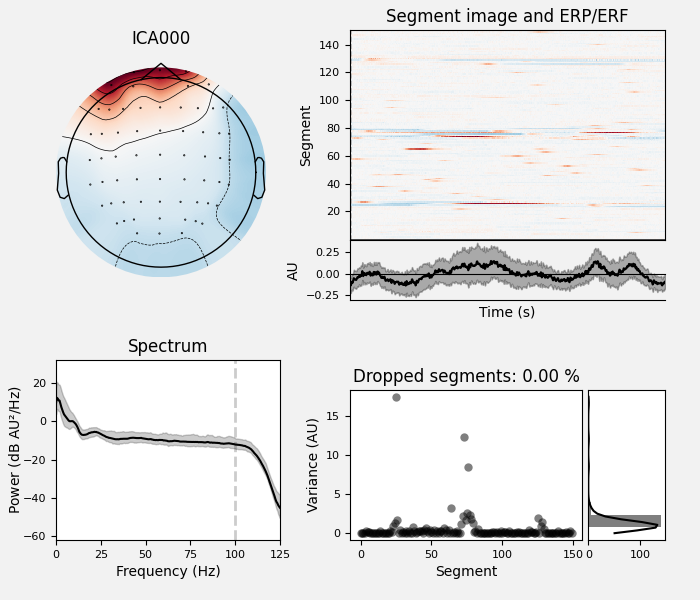 ICA000
Segment image and ERP/ERF
Segment
140
120
100
80
60
40
20
AU
0.25
0.00
−0.25
Time (s)
Spectrum
Power (dB AU²/Hz)
20
0
−20
−40
−60
0 25 50 75 100 125
Frequency (Hz)
Dropped segments: 0.00 %
Variance (AU)
15
10
5
0
0 50 100 150
Segment
0 100